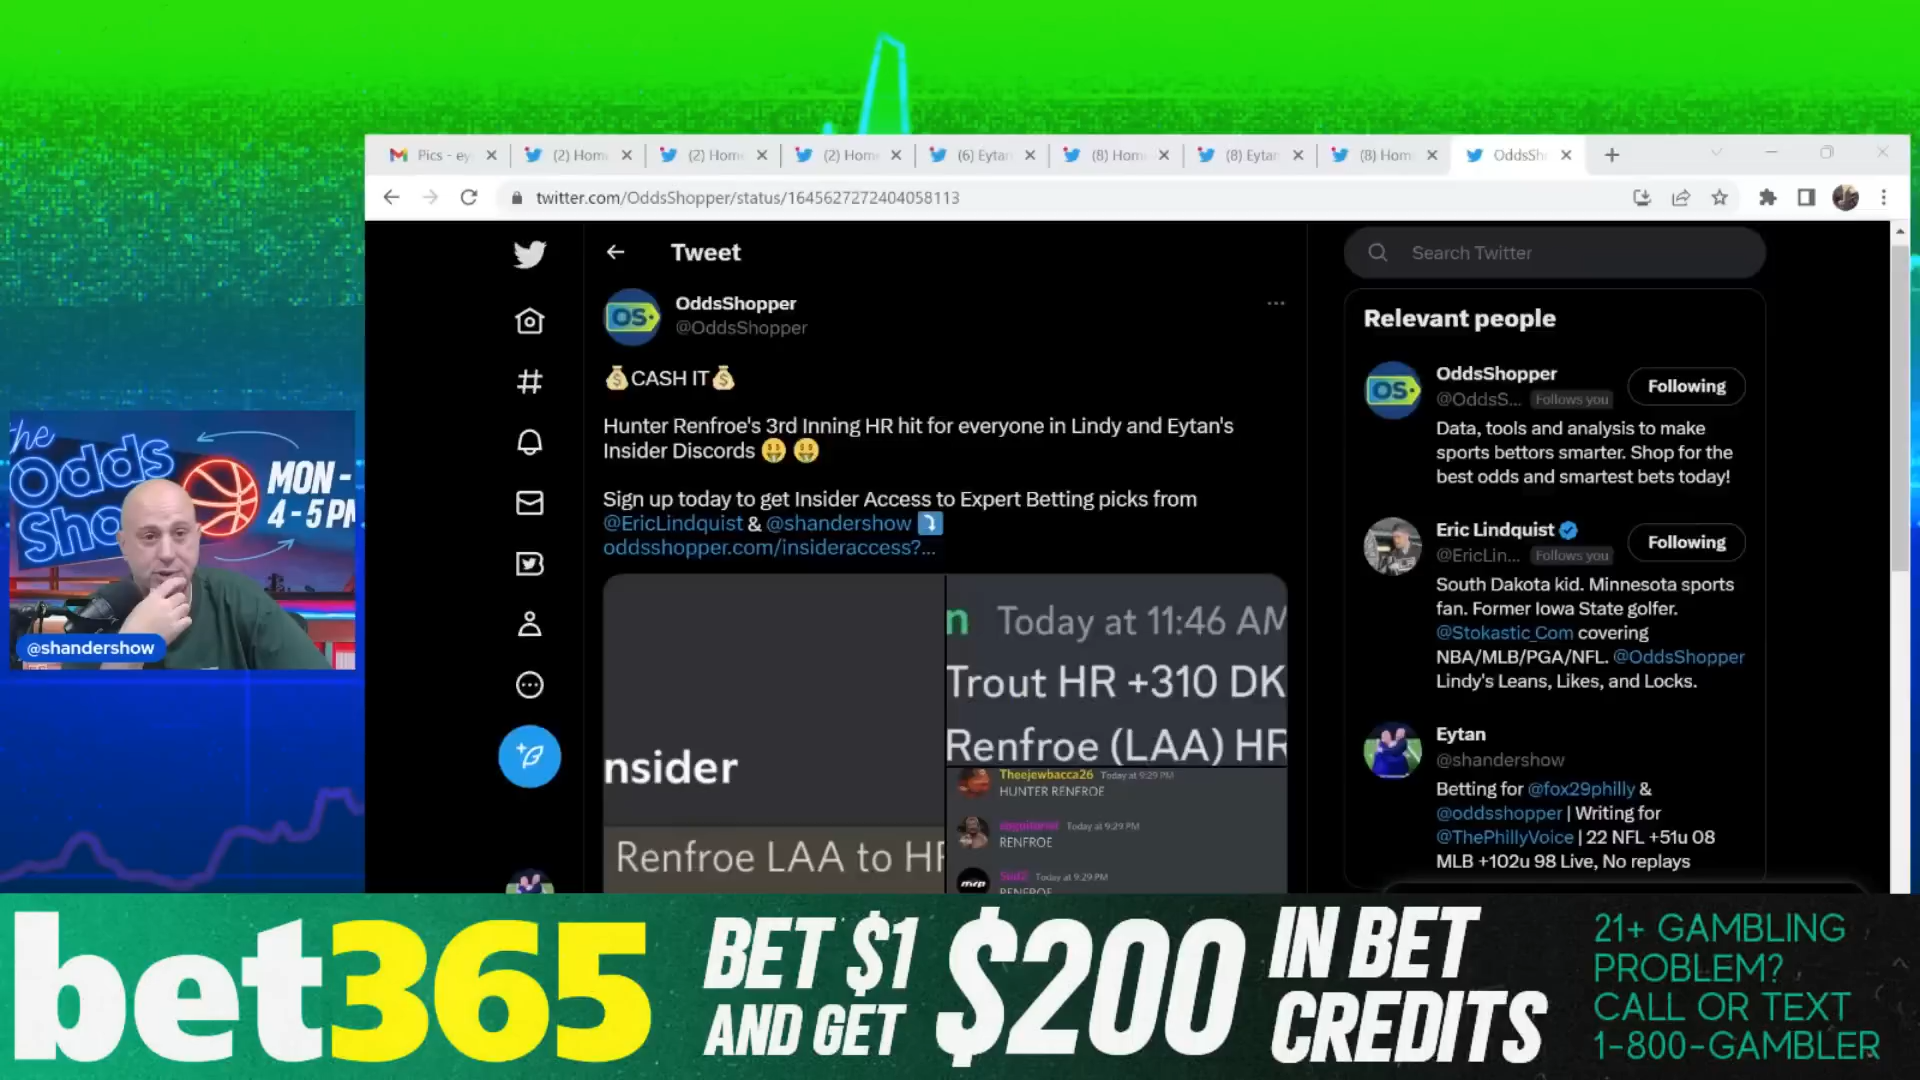 Pics - ey
(2) Hom
(2) Hom
(2) Hom
(6) Eytan
(8) Hom
(8) Eytan
(8) Hom
OddsSh
twitter.com/OddsShopper/status/1645627272404058113
Tweet
Search Twitter
OS
OddsShopper
@OddsShopper
💰CASH IT💰
Hunter Renfroe's 3rd Inning HR hit for everyone in Lindy and Eytan's
Insider Discords 🤑 🤑
Sign up today to get Insider Access to Expert Betting picks from
@EricLindquist & @shandershow ⤵️
oddsshopper.com/insideraccess?...
nsider
Renfroe LAA to HR
n Today at 11:46 AM
Trout HR +310 DK
Renfroe (LAA) HR
Theejewbacca26 Today at 9:29 PM
HUNTER RENFROE
Today at 9:29 PM
RENFROE
Today at 9:29 PM
RENFROE
Relevant people
OS
OddsShopper
Following
@OddsS... Follows you
Data, tools and analysis to make
sports bettors smarter. Shop for the
best odds and smartest bets today!
Eric Lindquist
Following
@EricLin... Follows you
South Dakota kid. Minnesota sports
fan. Former Iowa State golfer.
@Stokastic_Com covering
NBA/MLB/PGA/NFL. @OddsShopper
Lindy's Leans, Likes, and Locks.
Eytan
@shandershow
Betting for @fox29philly &
@oddsshopper | Writing for
@ThePhillyVoice | 22 NFL +51u 08
MLB +102u 98 Live, No replays
the
Odds
Sho
MON -
4 - 5 PM
@shandershow
bet365
BET $1
AND GET
$200
IN BET
CREDITS
21+ GAMBLING
PROBLEM?
CALL OR TEXT
1-800-GAMBLER